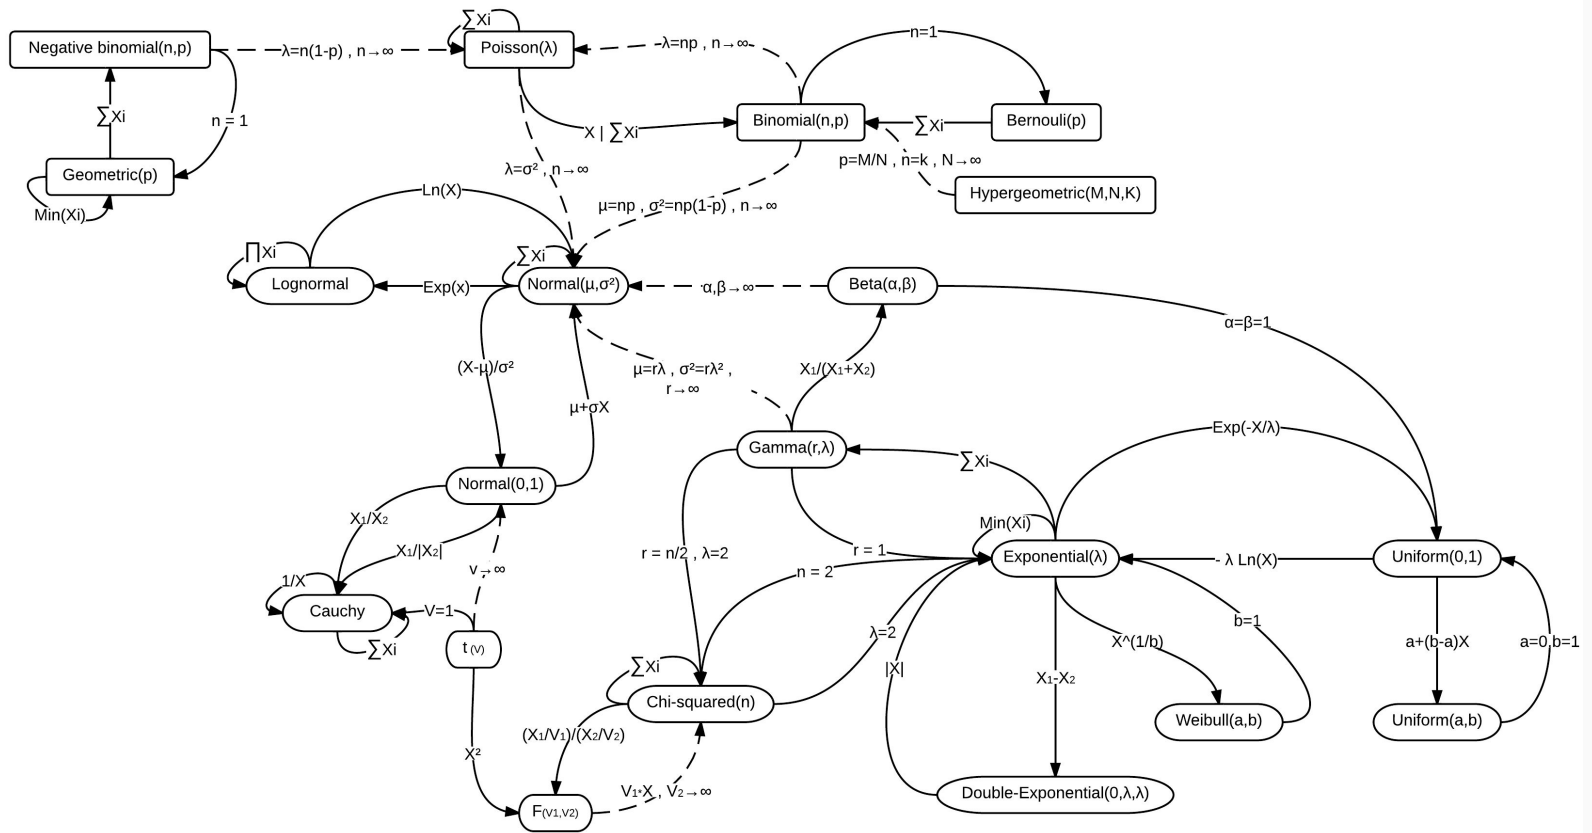 ∑Xi
n=1
Negative binomial(n,p)
λ=n(1-p) , n→∞
Poisson(λ)
λ=np , n→∞
∑Xi
n = 1
X | ∑Xi
Binomial(n,p)
∑Xi
Bernouli(p)
p=M/N , n=k , N→∞
Geometric(p)
λ=σ² , n→∞
Hypergeometric(M,N,K)
Min(Xi)
Ln(X)
µ=np , σ²=np(1-p) , n→∞
∏Xi
∑Xi
Lognormal
Exp(x)
Normal(µ,σ²)
α,β→∞
Beta(α,β)
α=β=1
(X-µ)/σ²
µ=rλ , σ²=rλ² ,
r→∞
X1/(X1+X2)
µ+σX
Exp(-X/λ)
Gamma(r,λ)
∑Xi
Normal(0,1)
X1/X2
Min(Xi)
X1/|X2|
r = n/2 , λ=2
r = 1
Exponential(λ)
- λ Ln(X)
Uniform(0,1)
v→∞
n = 2
1/X
Cauchy
V=1
b=1
λ=2
X^(1/b)
a+(b-a)X
a=0,b=1
∑Xi
t (V)
∑Xi
|X|
X1-X2
Chi-squared(n)
Weibull(a,b)
Uniform(a,b)
(X1/V1)/(X2/V2)
X²
V1*X , V2→∞
Double-Exponential(0,λ,λ)
F(V1,V2)